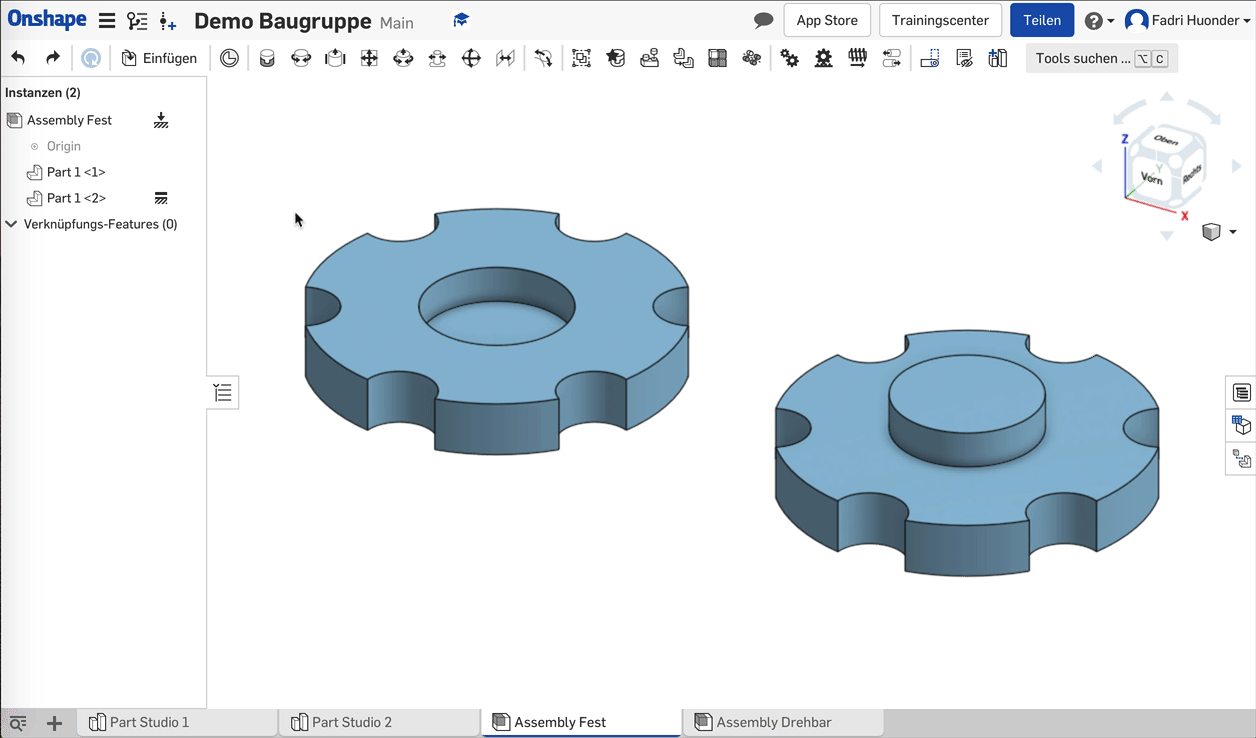 Onshape Demo Baugruppe Main App Store Trainingscenter Teilen Fadri Huonder
Einfügen Tools suchen ... ⌥ C
Instanzen (2)
Assembly Fest
Origin
Part 1 <1>
Part 1 <2>
Verknüpfungs-Features (0)
Z
Oben
Y
Vorn
Rechts
X
Part Studio 1 Part Studio 2 Assembly Fest Assembly Drehbar